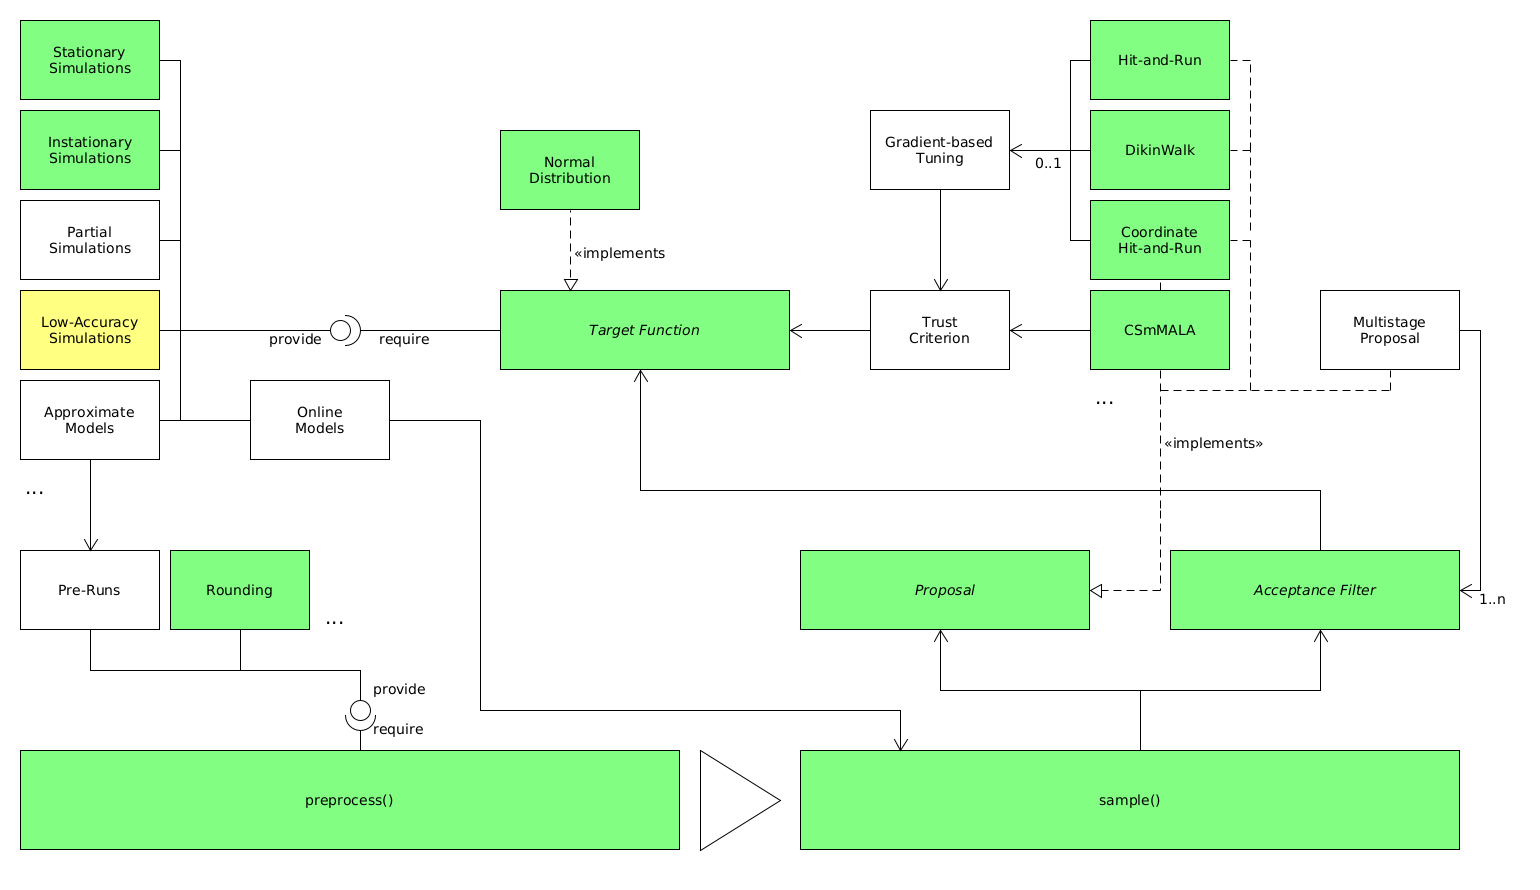 Stationary
Simulations
Hit-and-Run
Instationary
Simulations
Normal
Distribution
Gradient-based
Tuning
0..1
DikinWalk
Partial
Simulations
Coordinate
Hit-and-Run
«implements
Low-Accuracy
Simulations
provide
require
Target Function
Trust
Criterion
CSmMALA
Multistage
Proposal
...
Approximate
Models
Online
Models
«implements»
...
Pre-Runs
Rounding
...
Proposal
Acceptance Filter
1..n
provide
require
preprocess()
sample()